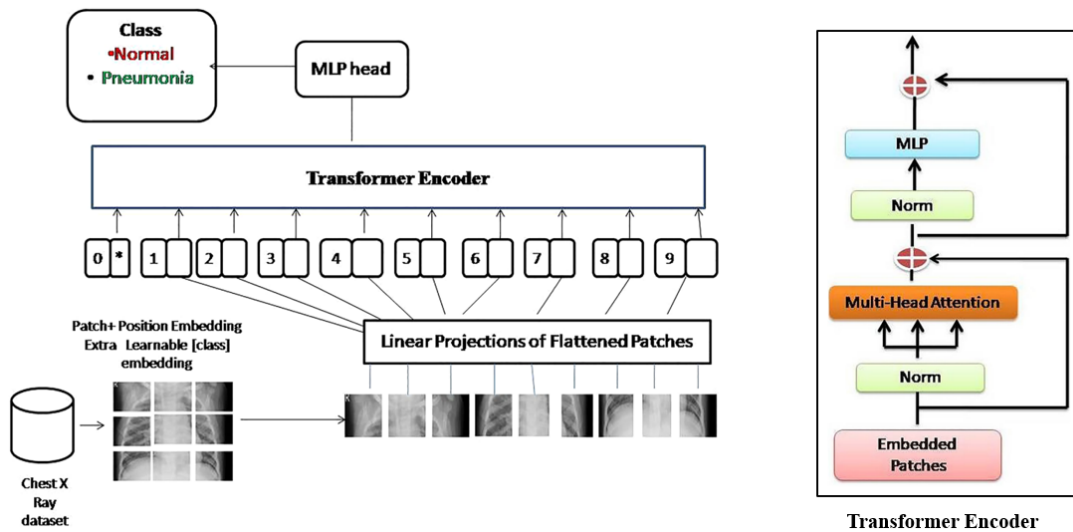 Class
•Normal
• Pneumonia
MLP head
Transformer Encoder
0 * 1 2 3 4 5 6 7 8 9
Patch+ Position Embedding
Extra Learnable [class]
embedding
Linear Projections of Flattened Patches
Chest X
Ray
dataset
MLP
Norm
Multi-Head Attention
Norm
Embedded
Patches
Transformer Encoder